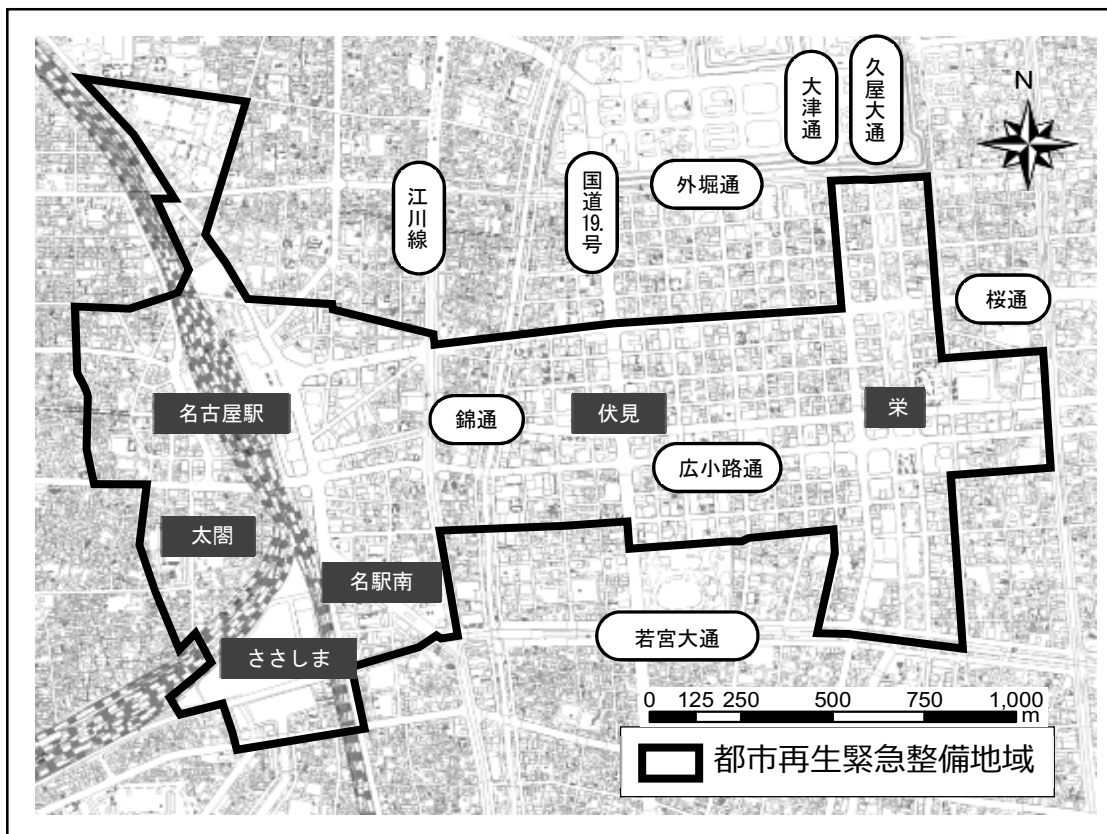 大津通
久屋大通
N
江川線
国道19.号
外堀通
桜通
名古屋駅
錦通
伏見
栄
広小路通
太閤
名駅南
若宮大通
ささしま
0 125 250 500 750 1,000
m
都市再生緊急整備地域